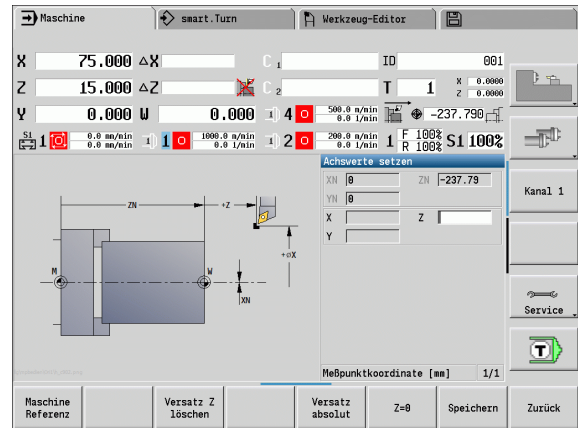 Maschine smart.Turn Werkzeug-Editor
X 75.000 △X C 1 ID 001
Z 15.000 △Z C 2 T 1 X 0.0000 Z 0.0000
Y 0.000 U 0.000 4 500.0 m/min 0.0 1/min -237.790
S1 1 0.0 mm/min 0.0 mm/min 1 1000.0 m/min 0.0 1/min 2 200.0 m/min 0.0 1/min 1 F 100% R 100% S1 100%
Achswerte setzen
XN 0 ZN -237.79
YN 0
X Z
Y
Meßpunktkoordinate [mm] 1/1
ZN +Z
+øX
M W
XN
Kanal 1
Service
T
Maschine Referenz
Versatz Z löschen
Versatz absolut
Z=0
Speichern
Zurück